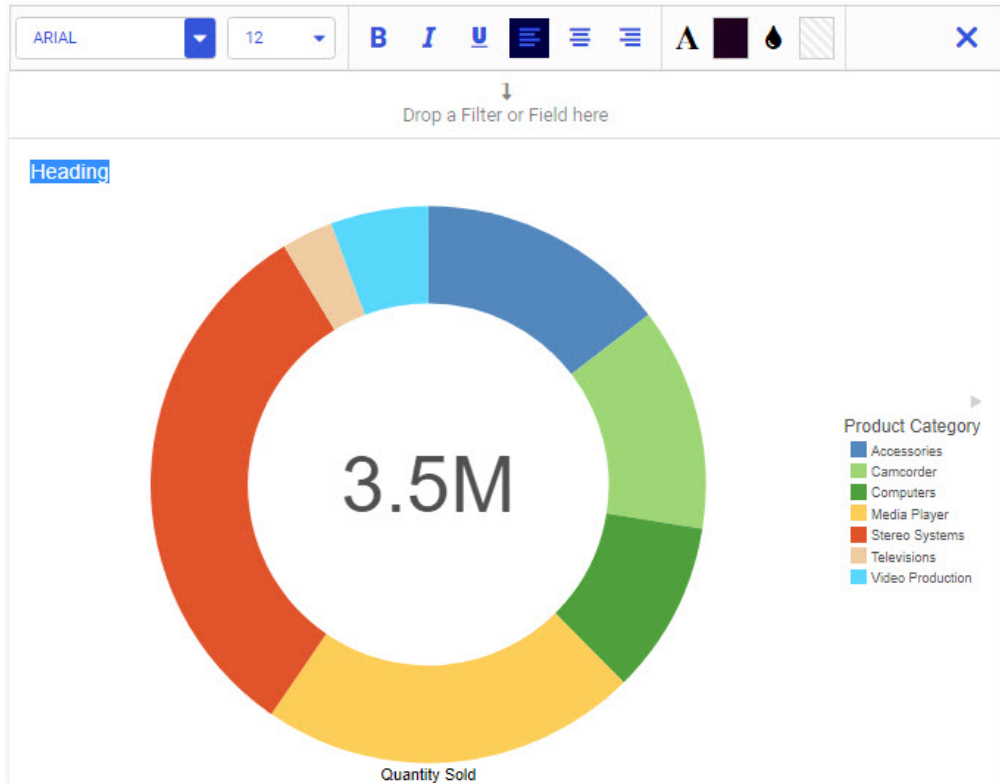 ARIAL 12 B I U A
Drop a Filter or Field here
Heading
3.5M
Product Category
Accessories
Camcorder
Computers
Media Player
Stereo Systems
Televisions
Video Production
Quantity Sold